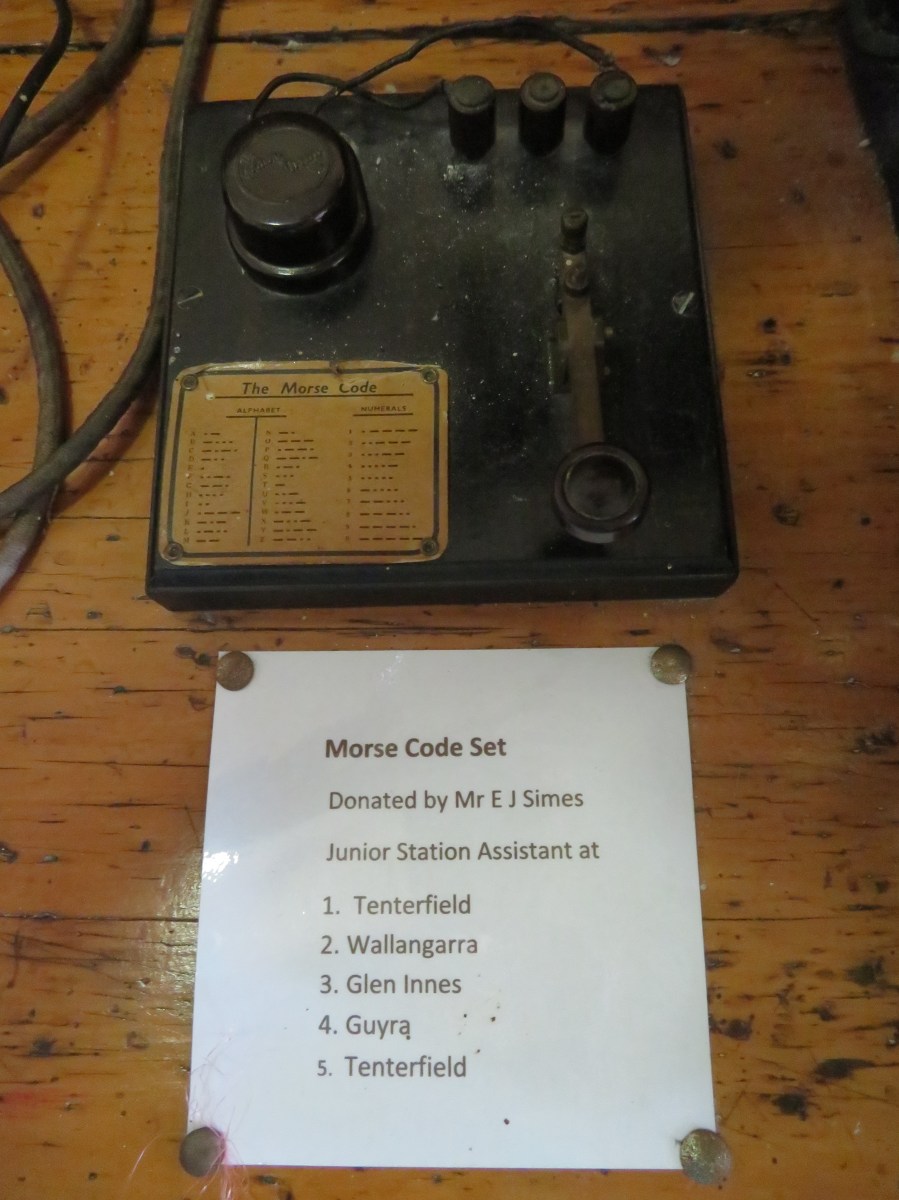 The Morse Code
ALPHABET
NUMERALS
Morse Code Set
Donated by Mr E J Simes
Junior Station Assistant at
1. Tenterfield
2. Wallangarra
3. Glen Innes
4. Guyra
5. Tenterfield